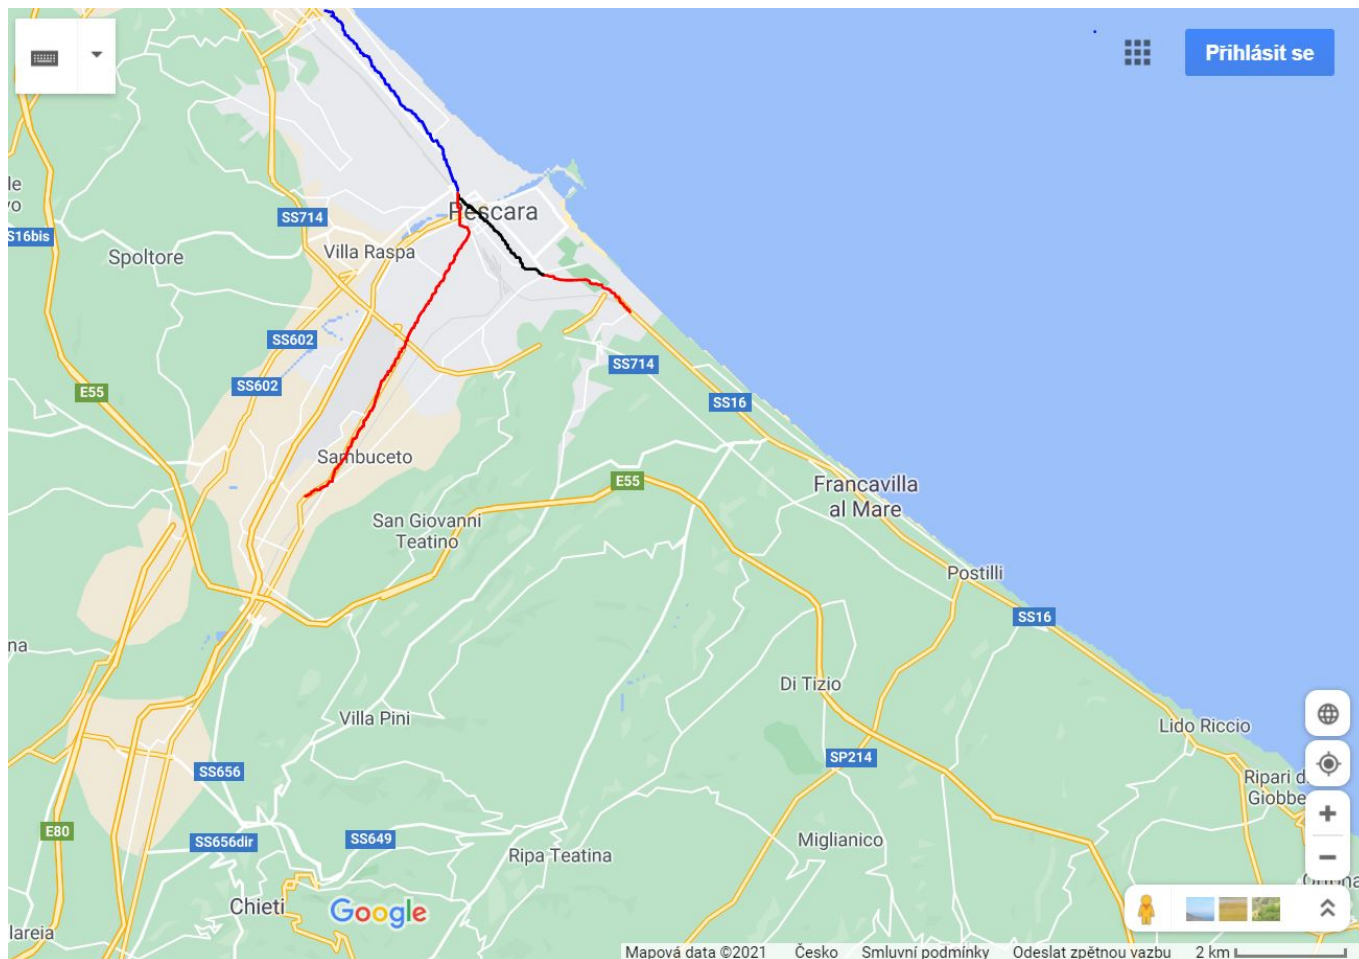 Přihlásit se
le
vo
S16bis
SS714
Pescara
Villa Raspa
Spoltore
SS602
SS602
SS714
E55
SS16
Sambuceto
E55
Francavilla
al Mare
San Giovanni
Teatino
Postilli
SS16
na
Di Tizio
Villa Pini
Lido Riccio
SP214
SS656
Ripari d
Giobbe
E80
SS656dir
SS649
Miglianico
Ripa Teatina
Chieti
Google
lareia
Mapová data ©2021 Česko Smluvní podmínky Odeslat zpětnou vazbu 2 km